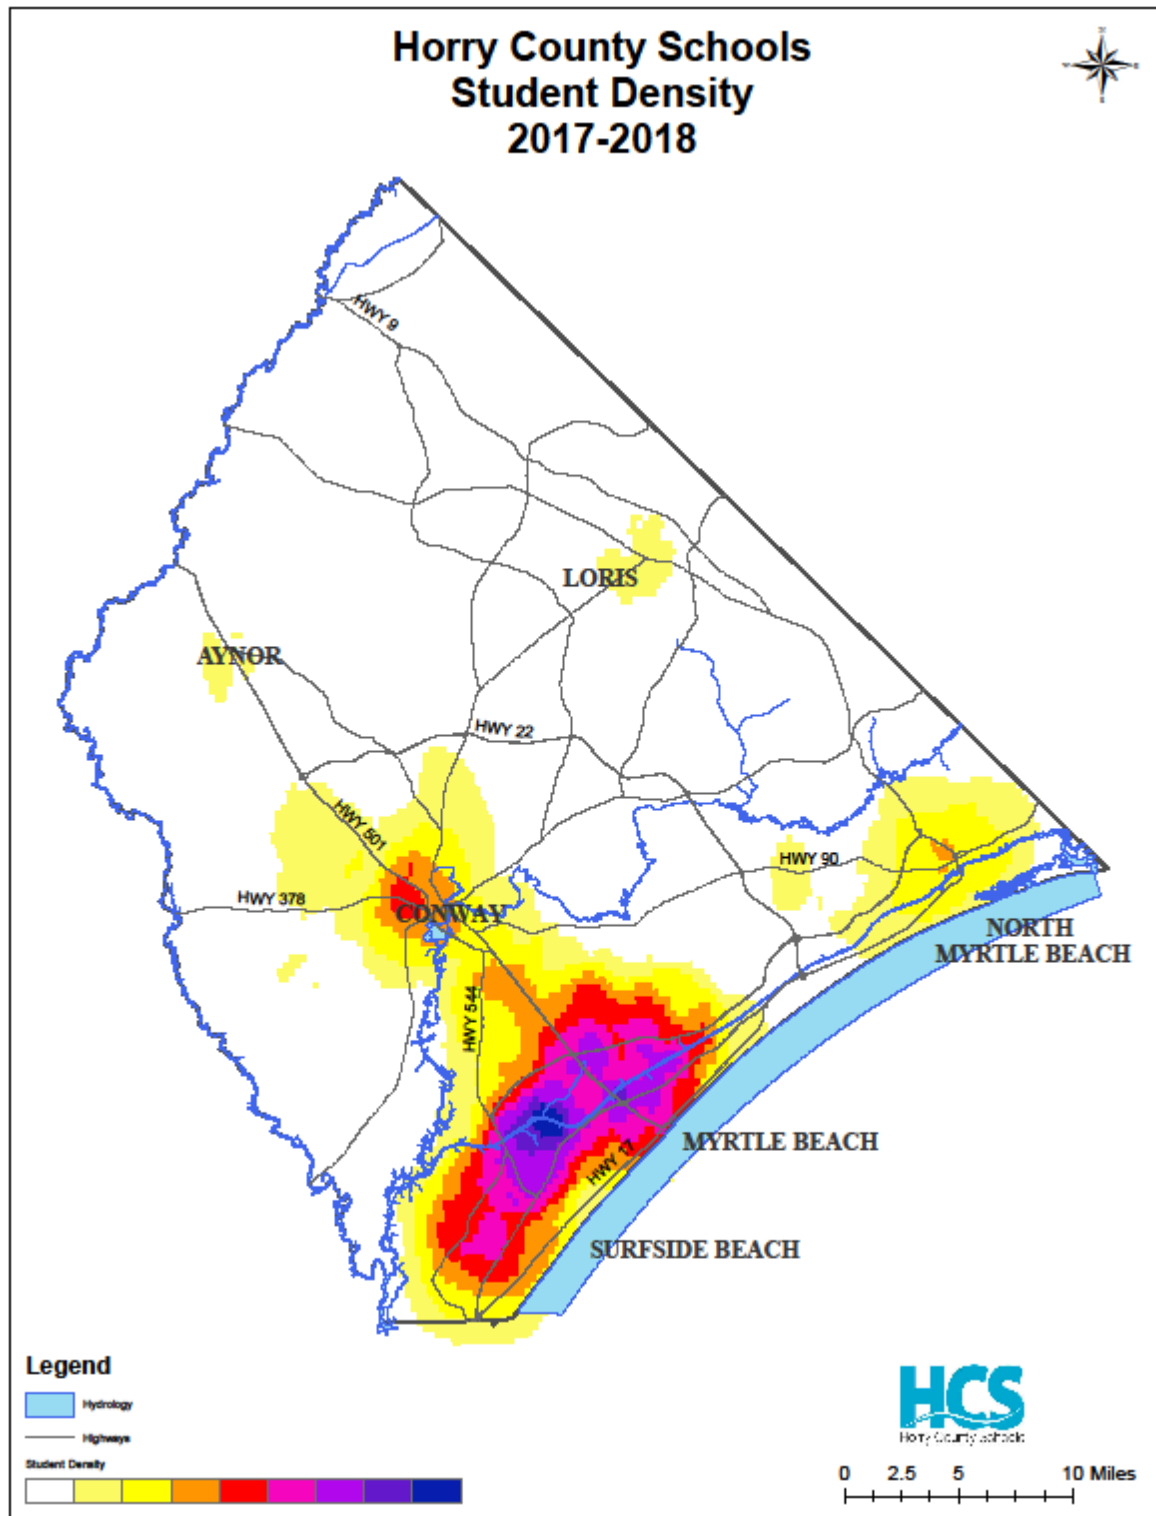 Horry County Schools
Student Density
2017-2018
HWY 9
LORIS
AYNOR
HWY 22
HWY 501
HWY 90
HWY 378
CONWAY
NORTH
MYRTLE BEACH
HWY 544
MYRTLE BEACH
HWY 17
SURFSIDE BEACH
Legend
Hydrology
Highways
Student Density
HCS
Horry County Schools
0 2.5 5 10 Miles